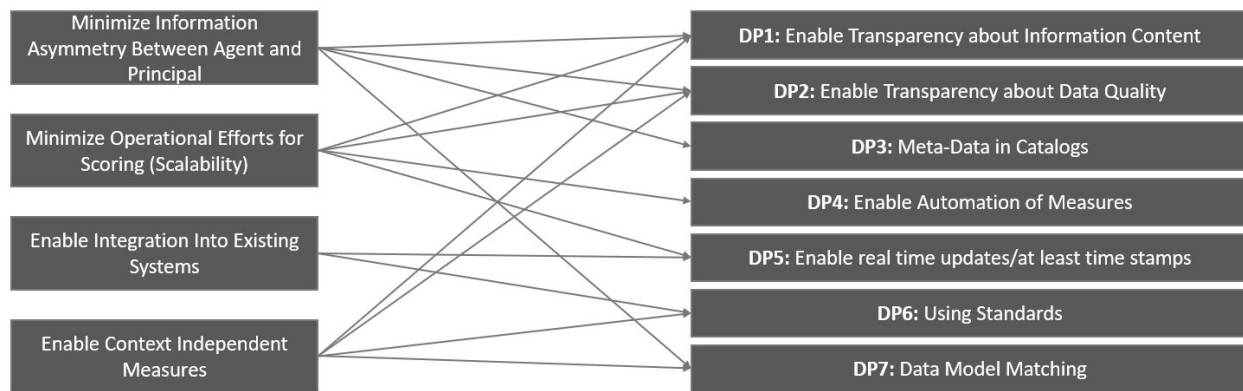 Minimize Information
Asymmetry Between Agent and
Principal
Minimize Operational Efforts for
Scoring (Scalability)
Enable Integration Into Existing
Systems
Enable Context Independent
Measures
DP1: Enable Transparency about Information Content
DP2: Enable Transparency about Data Quality
DP3: Meta-Data in Catalogs
DP4: Enable Automation of Measures
DP5: Enable real time updates/at least time stamps
DP6: Using Standards
DP7: Data Model Matching